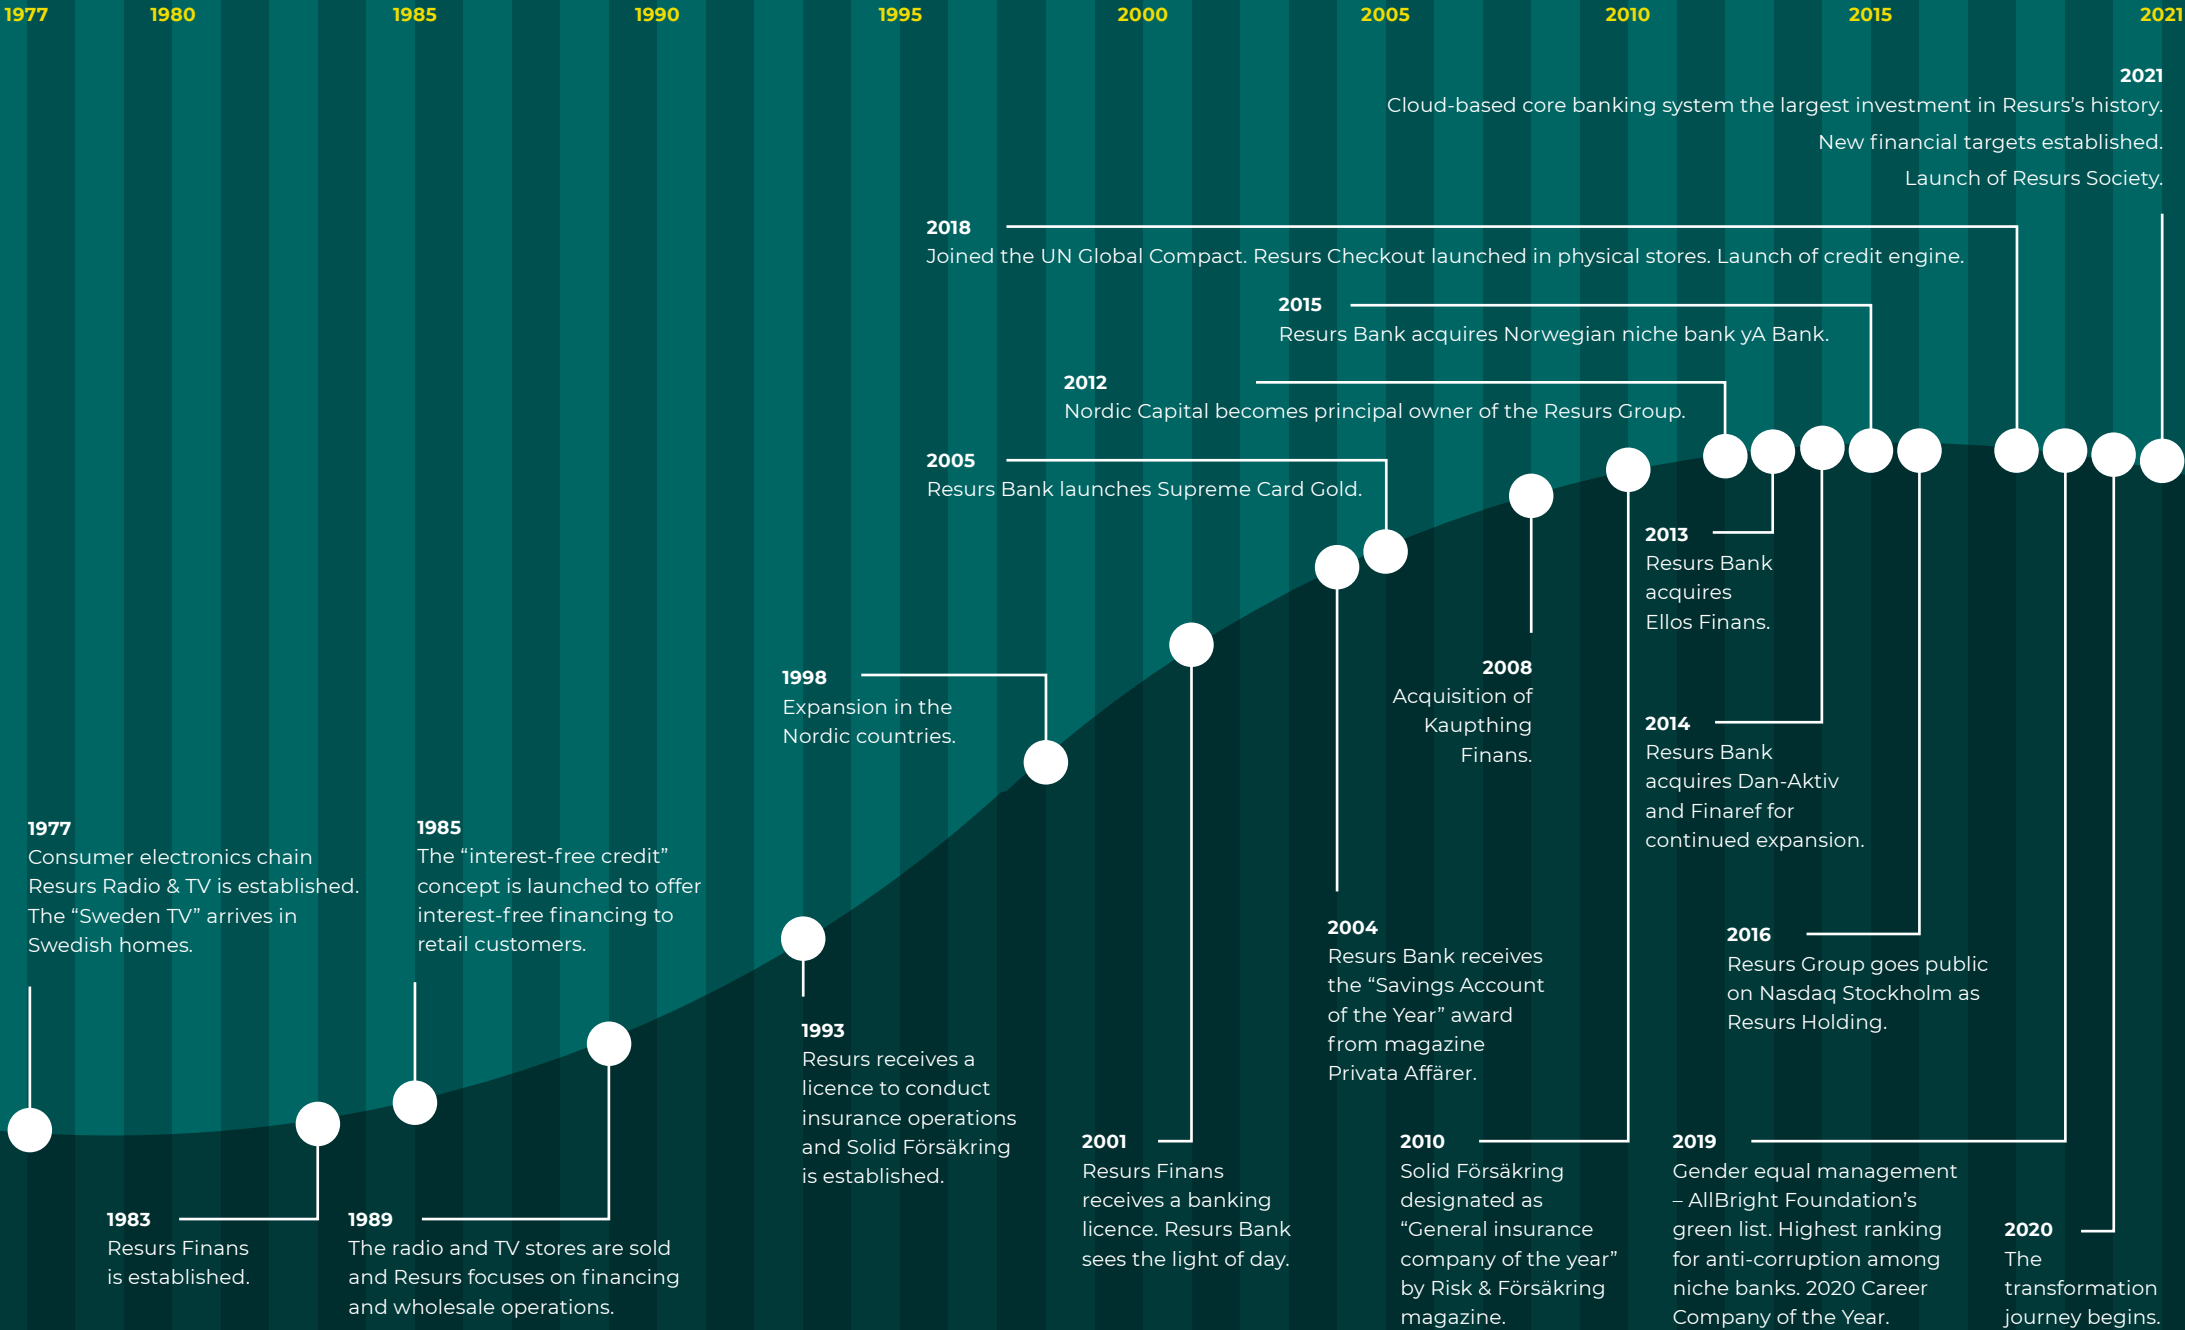 1977 1980 1985 1990 1995 2000 2005 2010 2015 2021
2021
Cloud-based core banking system the largest investment in Resurs’s history.
New financial targets established.
Launch of Resurs Society.
2018
Joined the UN Global Compact. Resurs Checkout launched in physical stores. Launch of credit engine.
2015
Resurs Bank acquires Norwegian niche bank yA Bank.
2012
Nordic Capital becomes principal owner of the Resurs Group.
2005
Resurs Bank launches Supreme Card Gold.
2013
Resurs Bank
acquires
Ellos Finans.
2008
Acquisition of
Kaupthing
Finans.
1998
Expansion in the
Nordic countries.
2014
Resurs Bank
acquires Dan-Aktiv
and Finaref for
continued expansion.
1977
Consumer electronics chain
Resurs Radio & TV is established.
The “Sweden TV” arrives in
Swedish homes.
1985
The “interest-free credit”
concept is launched to offer
interest-free financing to
retail customers.
2004
Resurs Bank receives
the “Savings Account
of the Year” award
from magazine
Privata Affärer.
2016
Resurs Group goes public
on Nasdaq Stockholm as
Resurs Holding.
1993
Resurs receives a
licence to conduct
insurance operations
and Solid Försäkring
is established.
2001
Resurs Finans
receives a banking
licence. Resurs Bank
sees the light of day.
2010
Solid Försäkring
designated as
“General insurance
company of the year”
by Risk & Försäkring
magazine.
2019
Gender equal management
– AllBright Foundation’s
green list. Highest ranking
for anti-corruption among
niche banks. 2020 Career
Company of the Year.
1983
Resurs Finans
is established.
1989
The radio and TV stores are sold
and Resurs focuses on financing
and wholesale operations.
2020
The
transformation
journey begins.